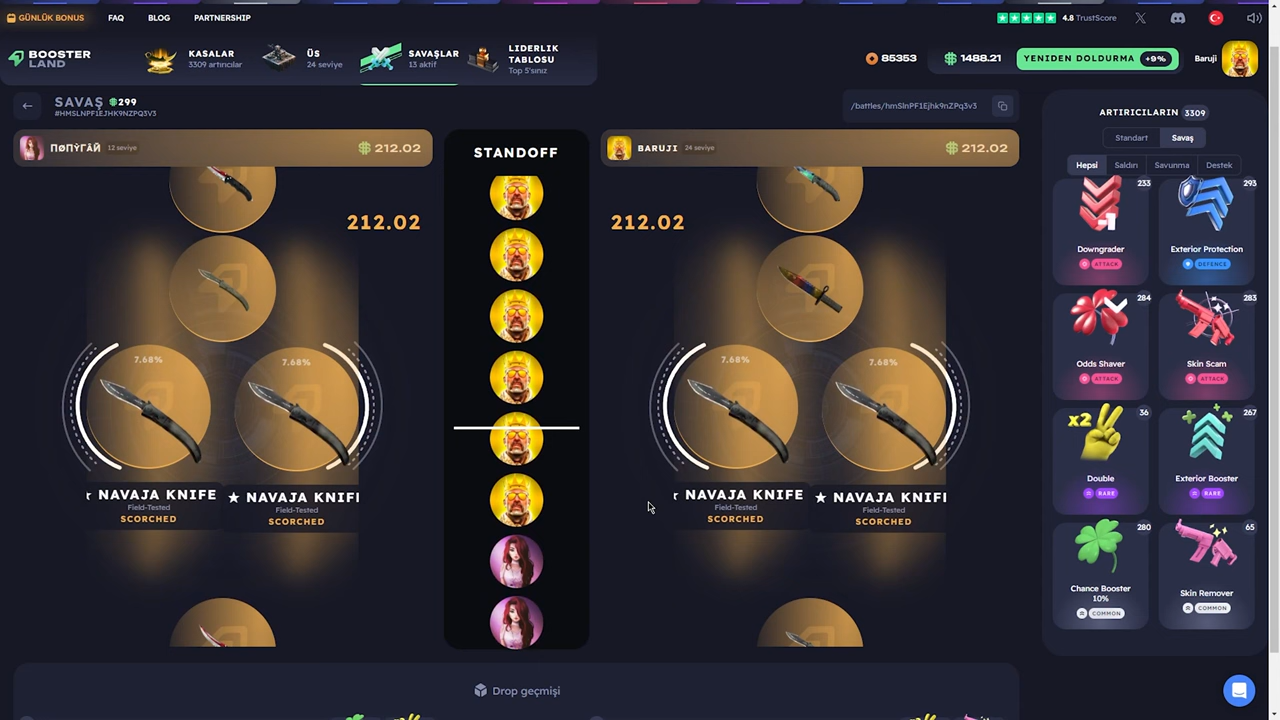 GÜNLÜK BONUS
FAQ
BLOG
PARTNERSHIP
4.8 TrustScore
BOOSTER
LAND
KASALAR
3309 artırıcılar
ÜS
24 seviye
SAVAŞLAR
13 aktif
LIDERLIK
TABLOSU
Top 5'sınız
85353
1488.21
YENIDEN DOLDURMA +9%
Baruji
SAVAŞ 299
#HMSLNPF1EJHK9NZPQ3V3
/battles/hmSlnPF1Ejhk9nZPq3v3
ПØПҮГÃЙ 12 seviye
212.02
STANDOFF
BARUJI 24 seviye
212.02
212.02
212.02
7.68%
7.68%
7.68%
7.68%
NAVAJA KNIFE
Field-Tested
SCORCHED
★ NAVAJA KNIFE
Field-Tested
SCORCHED
NAVAJA KNIFE
Field-Tested
SCORCHED
★ NAVAJA KNIFE
Field-Tested
SCORCHED
Drop geçmişi
ARTIRICILARIN 3309
Standart
Savaş
Hepsi
Saldırı
Savunma
Destek
233
Downgrader
ATTACK
293
Exterior Protection
DEFENCE
284
Odds Shaver
ATTACK
283
Skin Scam
ATTACK
36
x2
Double
RARE
267
Exterior Booster
RARE
280
Chance Booster
10%
COMMON
65
Skin Remover
COMMON